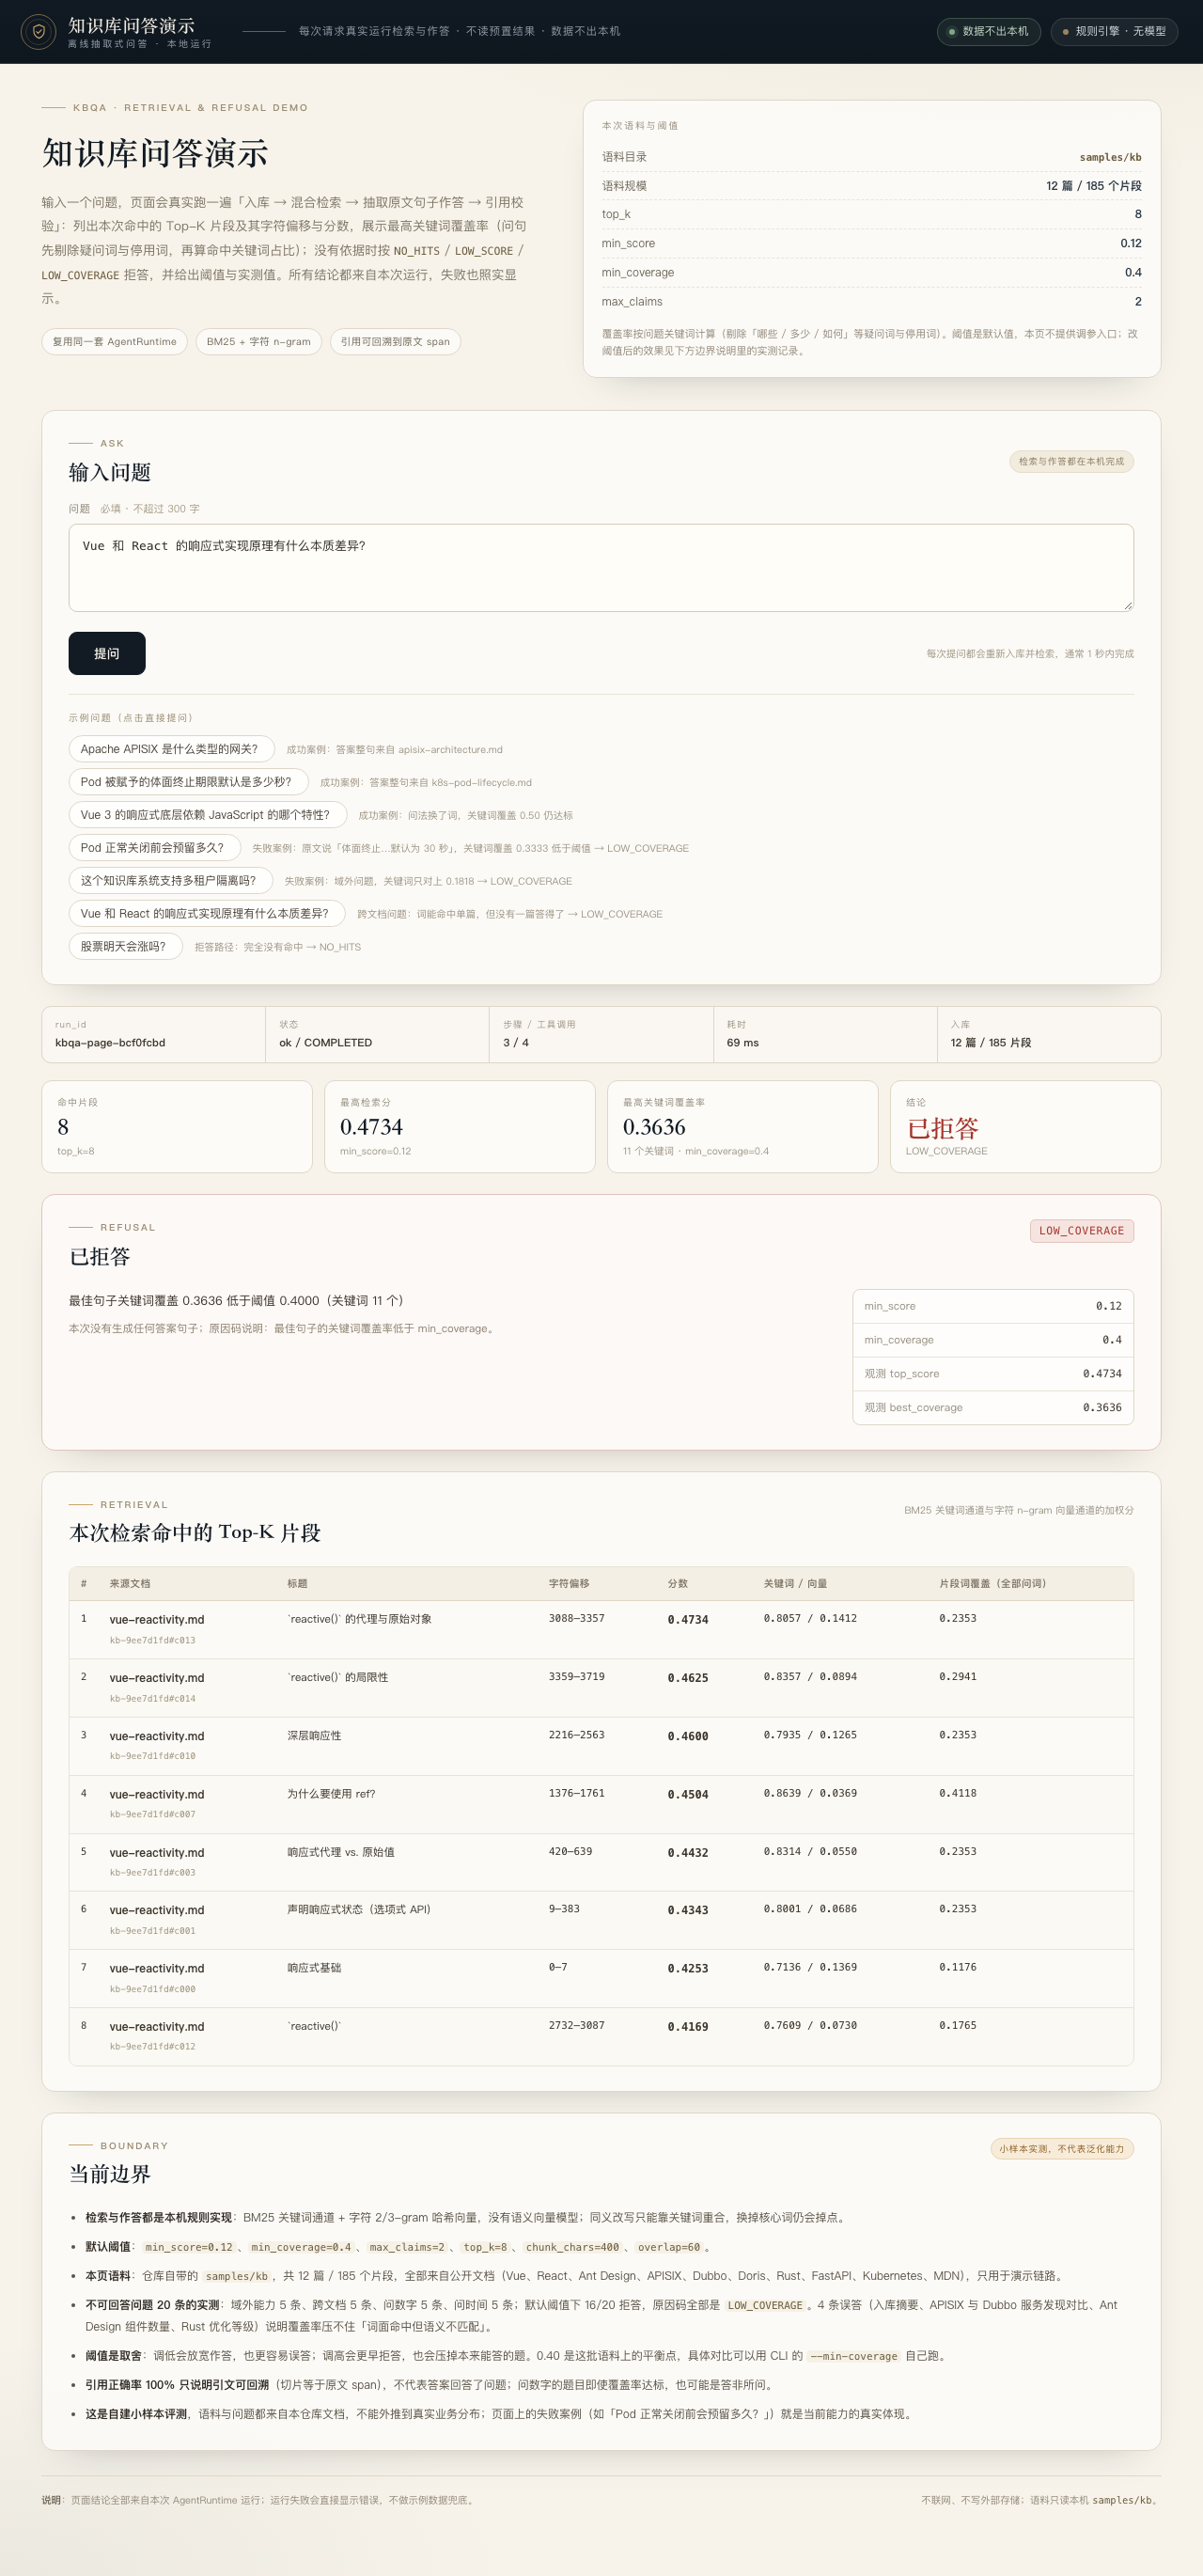 知识库问答演示
离线抽取式问答 · 本地运行
每次请求真实运行检索与作答 · 不读预置结果 · 数据不出本机
数据不出本机
规则引擎 · 无模型
KBQA · RETRIEVAL & REFUSAL DEMO
知识库问答演示
输入一个问题，页面会真实跑一遍「入库 → 混合检索 → 抽取原文句子作答 → 引用校
验」：列出本次命中的 Top-K 片段及其字符偏移与分数，展示最高关键词覆盖率（问句
先剔除疑问词与停用词，再算命中关键词占比）；没有依据时按 NO_HITS / LOW_SCORE /
LOW_COVERAGE 拒答，并给出阈值与实测值。所有结论都来自本次运行，失败也照实显
示。
复用同一套 AgentRuntime
BM25 + 字符 n-gram
引用可回溯到原文 span
本次语料与阈值
语料目录 samples/kb
语料规模 12 篇 / 185 个片段
top_k 8
min_score 0.12
min_coverage 0.4
max_claims 2
覆盖率按问题关键词计算（剔除「哪些 / 多少 / 如何」等疑问词与停用词）。阈值是默认值，本页不提供调参入口；改
阈值后的效果见下方边界说明里的实测记录。
ASK
输入问题
检索与作答都在本机完成
问题 必填 · 不超过 300 字
Vue 和 React 的响应式实现原理有什么本质差异？
提问
每次提问都会重新入库并检索，通常 1 秒内完成
示例问题（点击直接提问）
Apache APISIX 是什么类型的网关？ 成功案例：答案整句来自 apisix-architecture.md
Pod 被赋予的体面终止期限默认是多少秒？ 成功案例：答案整句来自 k8s-pod-lifecycle.md
Vue 3 的响应式底层依赖 JavaScript 的哪个特性？ 成功案例：问法换了词，关键词覆盖 0.50 仍达标
Pod 正常关闭前会预留多久？ 失败案例：原文说「体面终止…默认为 30 秒」，关键词覆盖 0.3333 低于阈值 → LOW_COVERAGE
这个知识库系统支持多租户隔离吗？ 失败案例：域外问题，关键词只对上 0.1818 → LOW_COVERAGE
Vue 和 React 的响应式实现原理有什么本质差异？ 跨文档问题：词能命中单篇，但没有一篇答得了 → LOW_COVERAGE
股票明天会涨吗？ 拒答路径：完全没有命中 → NO_HITS
run_id
kbqa-page-bcf0fcbd
状态
ok / COMPLETED
步骤 / 工具调用
3 / 4
耗时
69 ms
入库
12 篇 / 185 片段
命中片段
8
top_k=8
最高检索分
0.4734
min_score=0.12
最高关键词覆盖率
0.3636
11 个关键词 · min_coverage=0.4
结论
已拒答
LOW_COVERAGE
REFUSAL
已拒答
LOW_COVERAGE
最佳句子关键词覆盖 0.3636 低于阈值 0.4000（关键词 11 个）
本次没有生成任何答案句子；原因码说明：最佳句子的关键词覆盖率低于 min_coverage。
min_score 0.12
min_coverage 0.4
观测 top_score 0.4734
观测 best_coverage 0.3636
RETRIEVAL
本次检索命中的 Top-K 片段
BM25 关键词通道与字符 n-gram 向量通道的加权分
# 来源文档 标题 字符偏移 分数 关键词 / 向量 片段词覆盖（全部问词）
1 vue-reactivity.md `reactive()` 的代理与原始对象 3088–3357 0.4734 0.8057 / 0.1412 0.2353
kb-9ee7d1fd#c013
2 vue-reactivity.md `reactive()` 的局限性 3359–3719 0.4625 0.8357 / 0.0894 0.2941
kb-9ee7d1fd#c014
3 vue-reactivity.md 深层响应性 2216–2563 0.4600 0.7935 / 0.1265 0.2353
kb-9ee7d1fd#c010
4 vue-reactivity.md 为什么要使用 ref？ 1376–1761 0.4504 0.8639 / 0.0369 0.4118
kb-9ee7d1fd#c007
5 vue-reactivity.md 响应式代理 vs. 原始值 420–639 0.4432 0.8314 / 0.0550 0.2353
kb-9ee7d1fd#c003
6 vue-reactivity.md 声明响应式状态（选项式 API） 9–383 0.4343 0.8001 / 0.0686 0.2353
kb-9ee7d1fd#c001
7 vue-reactivity.md 响应式基础 0–7 0.4253 0.7136 / 0.1369 0.1176
kb-9ee7d1fd#c000
8 vue-reactivity.md `reactive()` 2732–3087 0.4169 0.7609 / 0.0730 0.1765
kb-9ee7d1fd#c012
BOUNDARY
当前边界
小样本实测，不代表泛化能力
• 检索与作答都是本机规则实现：BM25 关键词通道 + 字符 2/3-gram 哈希向量，没有语义向量模型；同义改写只能靠关键词重合，换掉核心词仍会掉点。
• 默认阈值：min_score=0.12、min_coverage=0.4、max_claims=2、top_k=8、chunk_chars=400、overlap=60。
• 本页语料：仓库自带的 samples/kb，共 12 篇 / 185 个片段，全部来自公开文档（Vue、React、Ant Design、APISIX、Dubbo、Doris、Rust、FastAPI、Kubernetes、MDN），只用于演示链路。
• 不可回答问题 20 条的实测：域外能力 5 条、跨文档 5 条、问数字 5 条、问时间 5 条；默认阈值下 16/20 拒答，原因码全部是 LOW_COVERAGE。4 条误答（入库摘要、APISIX 与 Dubbo 服务发现对比、Ant
Design 组件数量、Rust 优化等级）说明覆盖率压不住「词面命中但语义不匹配」。
• 阈值是取舍：调低会放宽作答，也更容易误答；调高会更早拒答，也会压掉本来能答的题。0.40 是这批语料上的平衡点，具体对比可以用 CLI 的 --min-coverage 自己跑。
• 引用正确率 100% 只说明引文可回溯（切片等于原文 span），不代表答案回答了问题；问数字的题目即使覆盖率达标，也可能是答非所问。
• 这是自建小样本评测，语料与问题都来自本仓库文档，不能外推到真实业务分布；页面上的失败案例（如「Pod 正常关闭前会预留多久？」）就是当前能力的真实体现。
说明：页面结论全部来自本次 AgentRuntime 运行；运行失败会直接显示错误，不做示例数据兜底。
不联网、不写外部存储；语料只读本机 samples/kb。